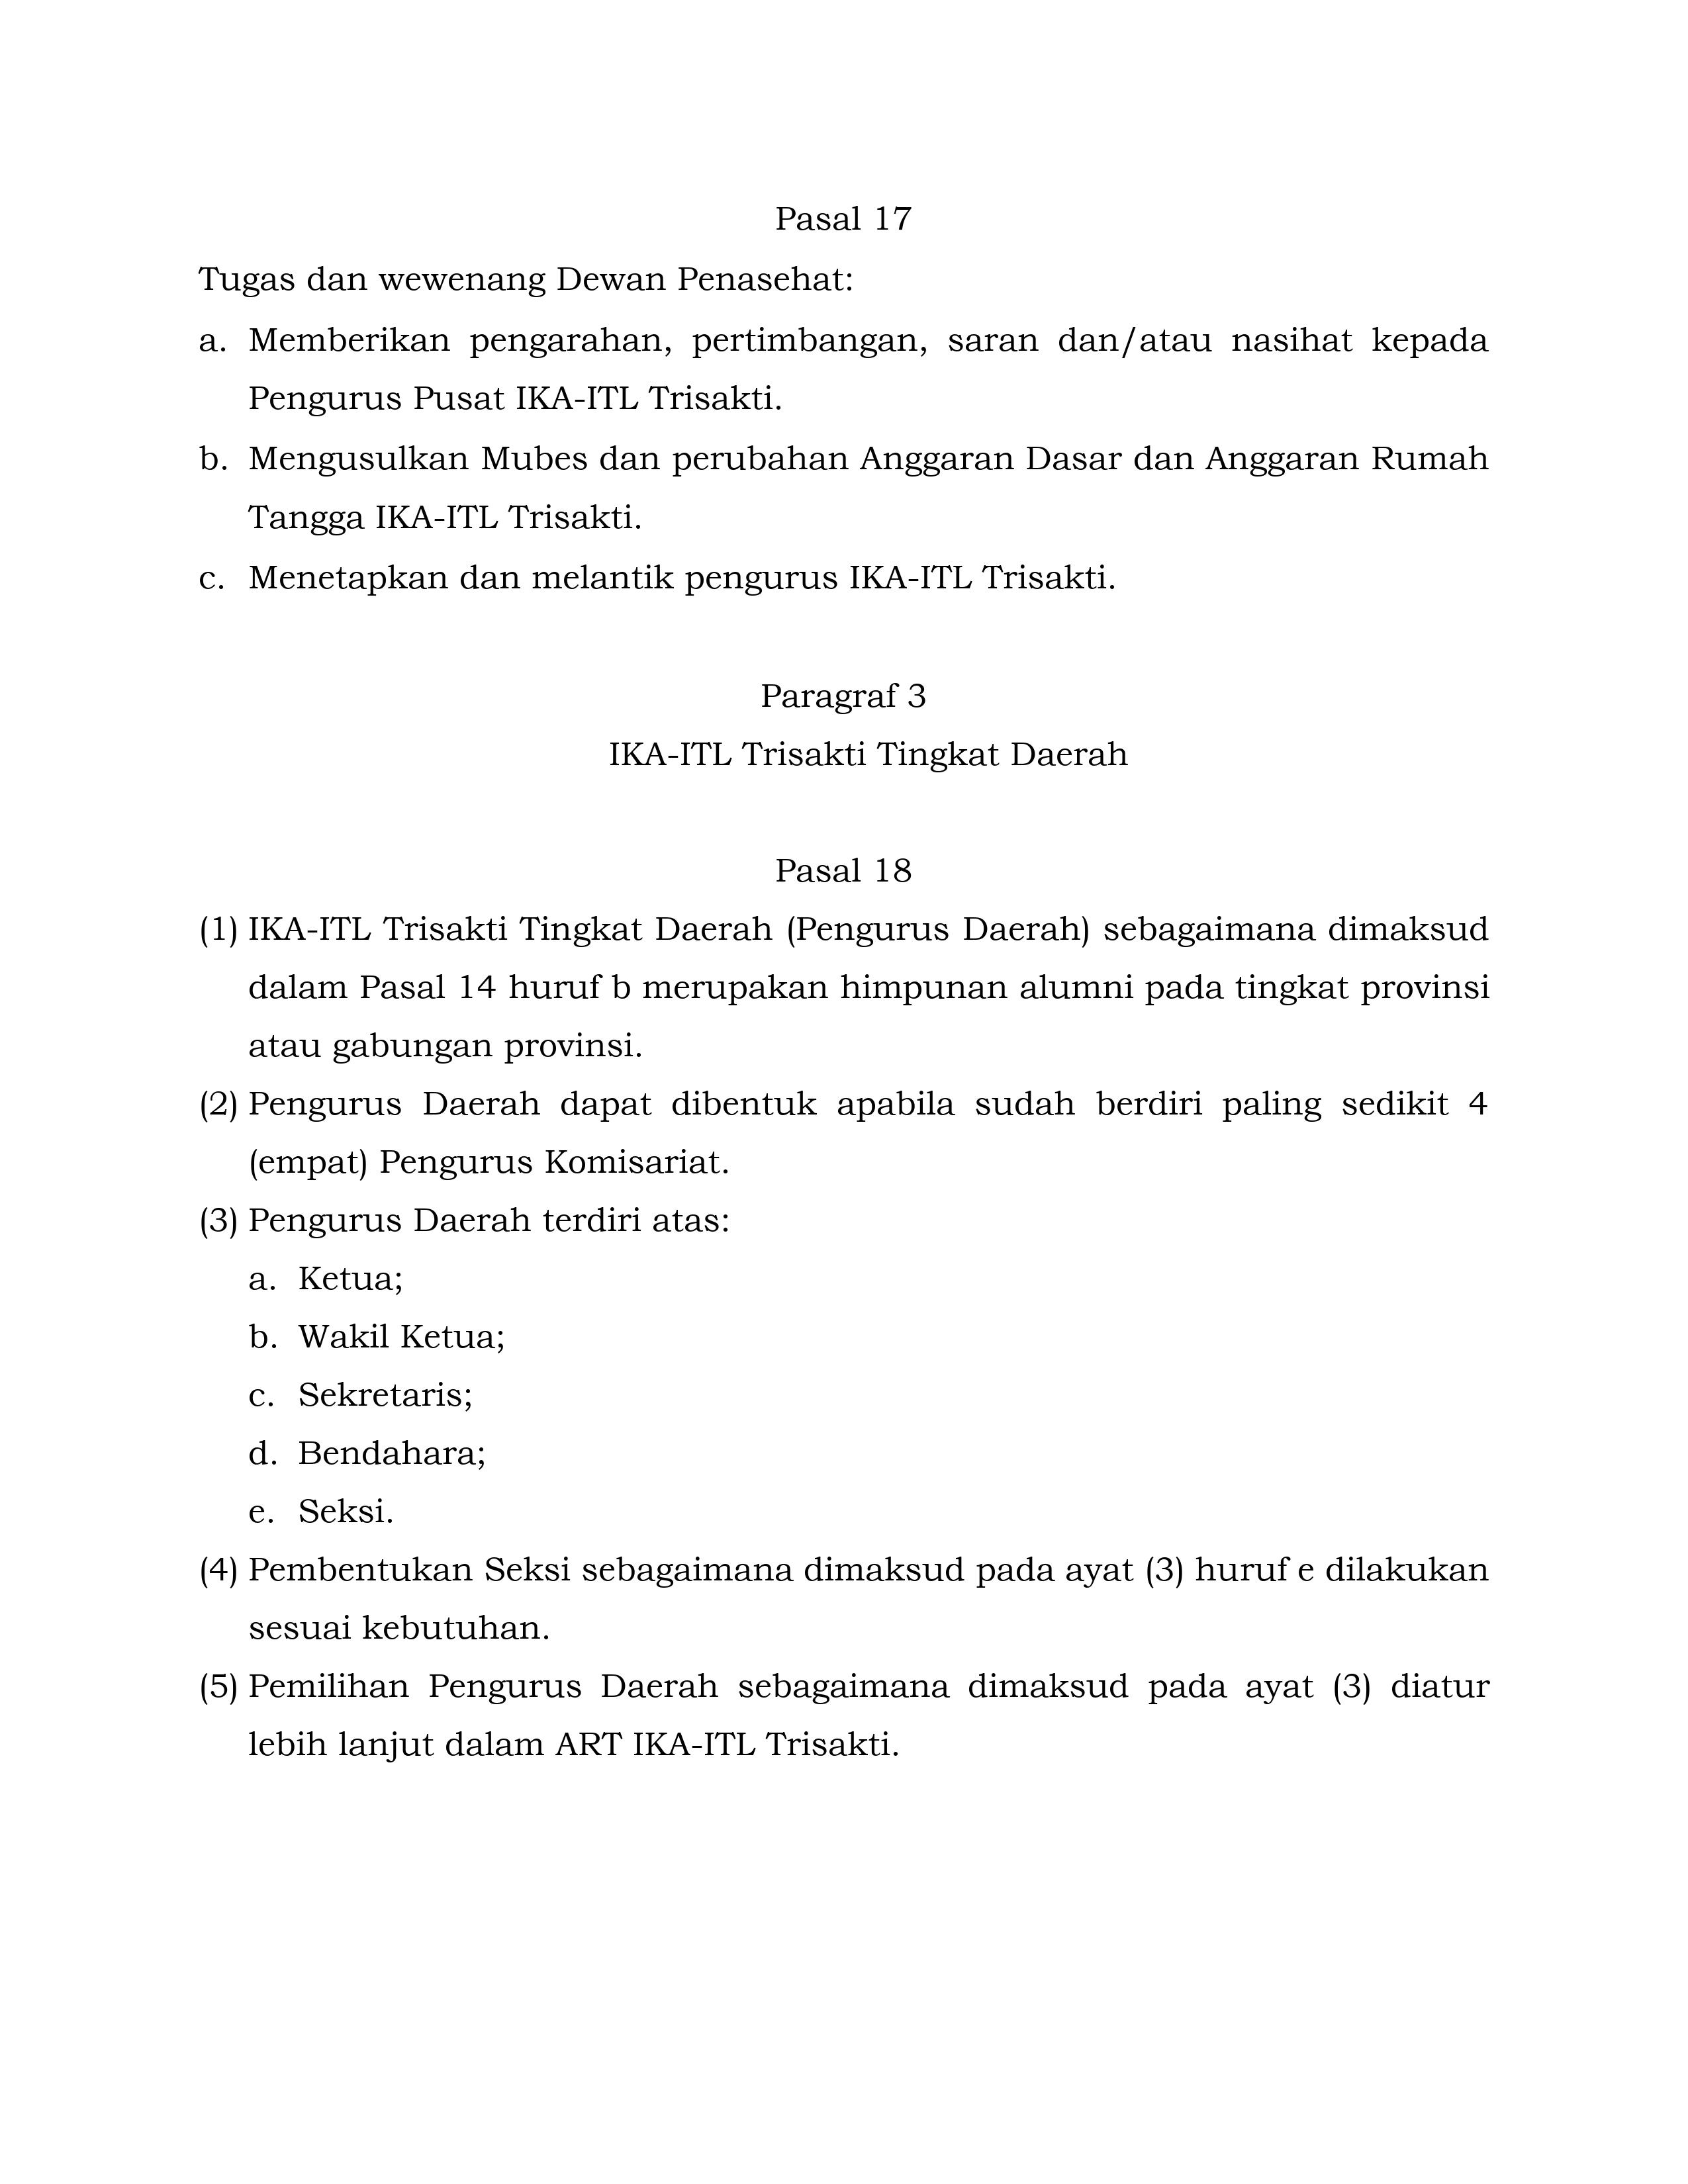 Pasal 17
Tugas dan wewenang Dewan Penasehat:
a. Memberikan pengarahan, pertimbangan, saran dan/atau nasihat kepada
Pengurus Pusat IKA-ITL Trisakti.
b. Mengusulkan Mubes dan perubahan Anggaran Dasar dan Anggaran Rumah
Tangga IKA-ITL Trisakti.
c. Menetapkan dan melantik pengurus IKA-ITL Trisakti.
Paragraf 3
IKA-ITL Trisakti Tingkat Daerah
Pasal 18
(1) IKA-ITL Trisakti Tingkat Daerah (Pengurus Daerah) sebagaimana dimaksud
dalam Pasal 14 huruf b merupakan himpunan alumni pada tingkat provinsi
atau gabungan provinsi.
(2) Pengurus Daerah dapat dibentuk apabila sudah berdiri paling sedikit 4
(empat) Pengurus Komisariat.
(3) Pengurus Daerah terdiri atas:
a. Ketua;
b. Wakil Ketua;
c. Sekretaris;
d. Bendahara;
e. Seksi.
(4) Pembentukan Seksi sebagaimana dimaksud pada ayat (3) huruf e dilakukan
sesuai kebutuhan.
(5) Pemilihan Pengurus Daerah sebagaimana dimaksud pada ayat (3) diatur
lebih lanjut dalam ART IKA-ITL Trisakti.